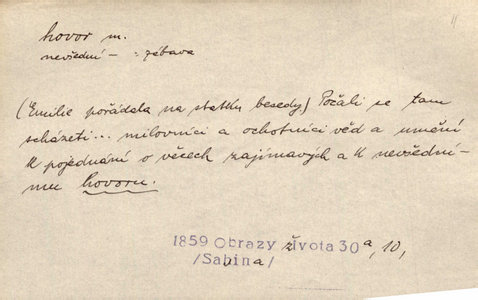 hovor m.
nevšední – : zábava
(Emilie pořádala na statku besedy) Počali se tam
scházeti... milovníci a ochotníci věd a umění
k pojednání o věcech zajímavých a k nevšední-
mu hovoru.
1859 Obrazy života 30a, 10,
/Sabina/